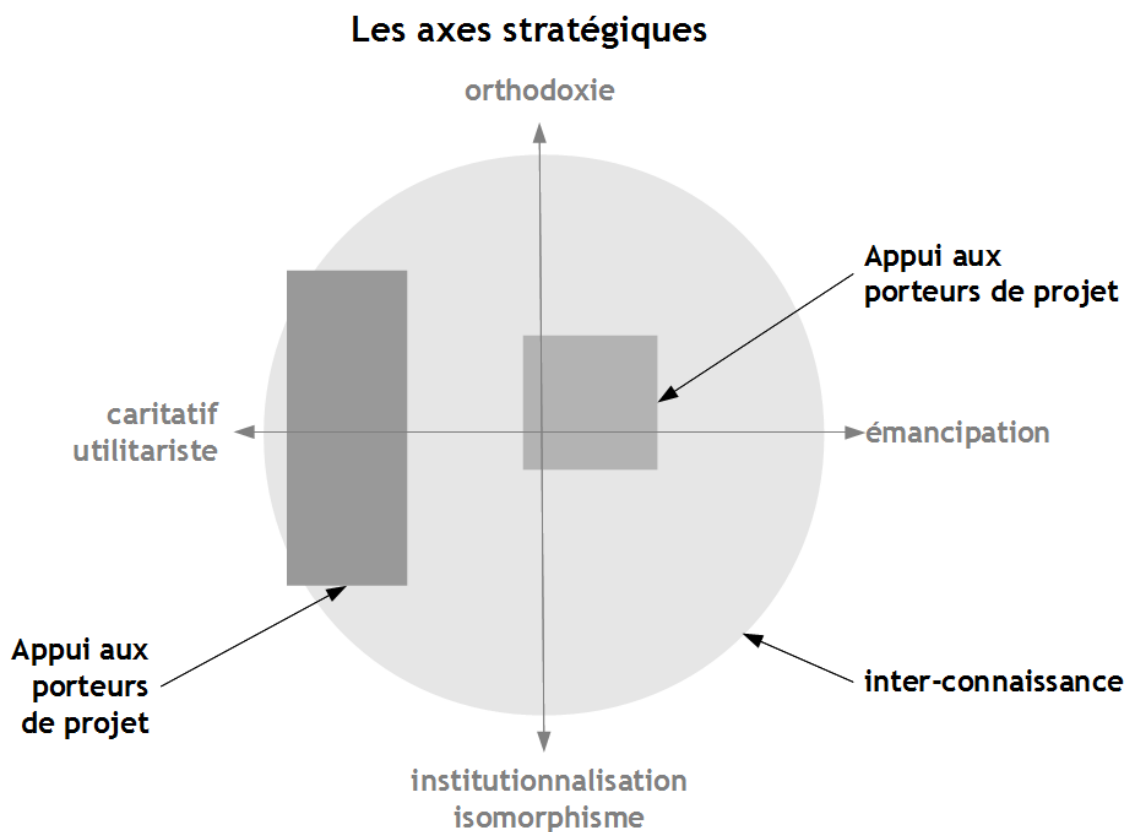 Les axes stratégiques
orthodoxie
Appui aux
porteurs de projet
caritatif
utilitariste
émancipation
Appui aux
porteurs
de projet
inter-connaissance
institutionnalisation
isomorphisme